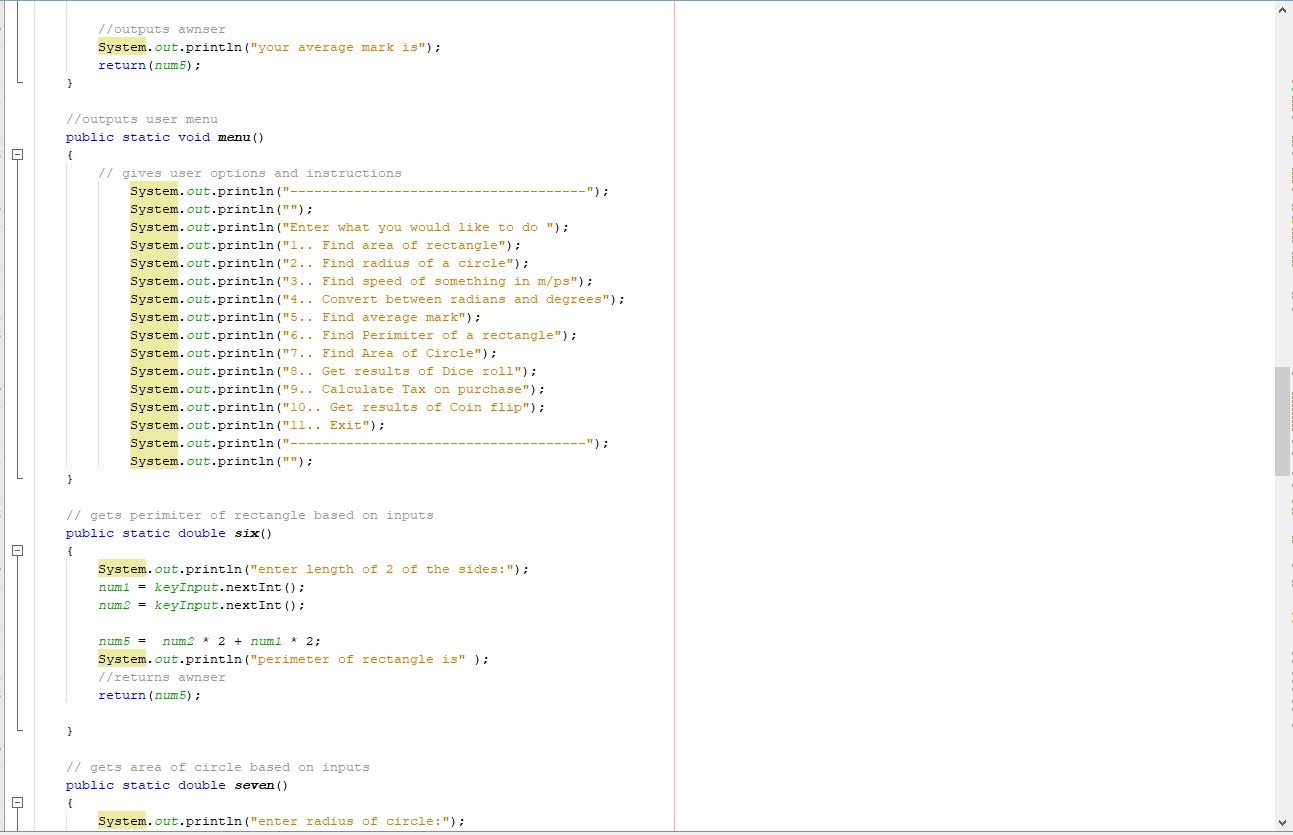 //outputs awnser
System.out.println("your average mark is");
return(num5);
}
//outputs user menu
public static void menu()
{
// gives user options and instructions
System.out.println("-------------------------------------");
System.out.println("");
System.out.println("Enter what you would like to do ");
System.out.println("1.. Find area of rectangle");
System.out.println("2.. Find radius of a circle");
System.out.println("3.. Find speed of something in m/ps");
System.out.println("4.. Convert between radians and degrees");
System.out.println("5.. Find average mark");
System.out.println("6.. Find Perimiter of a rectangle");
System.out.println("7.. Find Area of Circle");
System.out.println("8.. Get results of Dice roll");
System.out.println("9.. Calculate Tax on purchase");
System.out.println("10.. Get results of Coin flip");
System.out.println("11.. Exit");
System.out.println("-------------------------------------");
System.out.println("");
}
// gets perimiter of rectangle based on inputs
public static double six()
{
System.out.println("enter length of 2 of the sides:");
num1 = keyInput.nextInt();
num2 = keyInput.nextInt();
num5 =  num2 * 2 + num1 * 2;
System.out.println("perimeter of rectangle is" );
//returns awnser
return(num5);
}
// gets area of circle based on inputs
public static double seven()
{
System.out.println("enter radius of circle:");